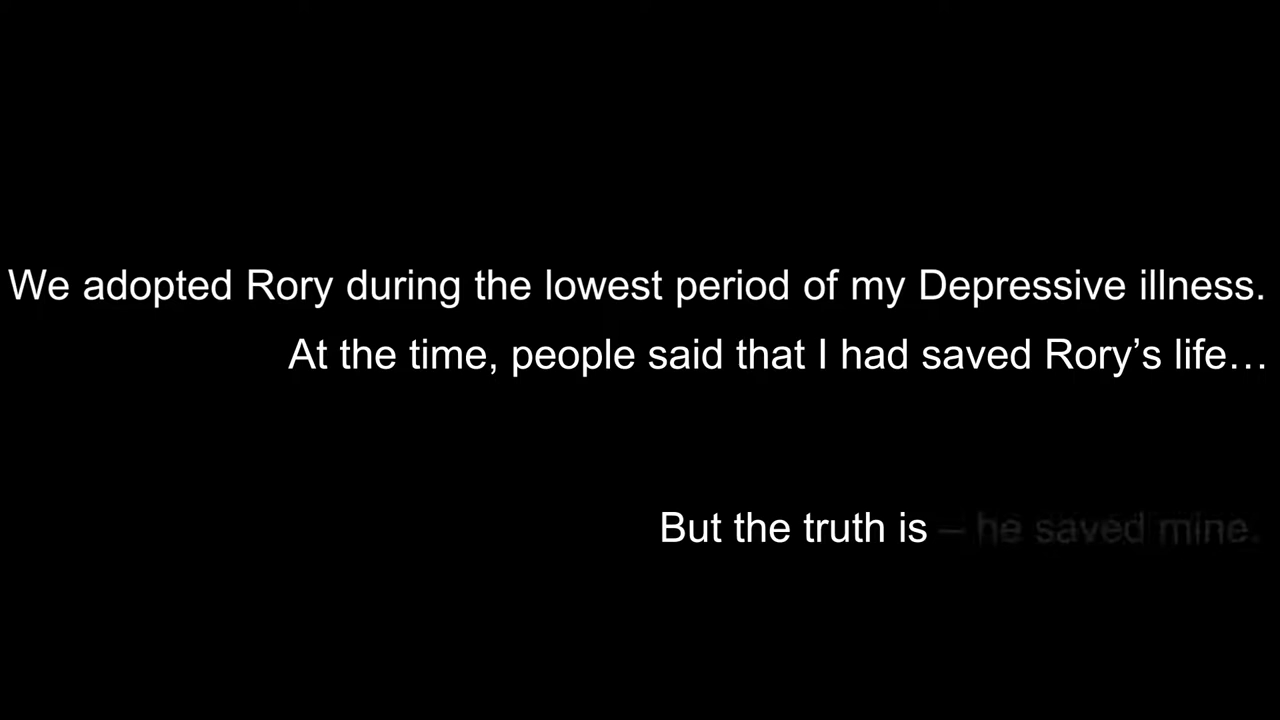 We adopted Rory during the lowest period of my Depressive illness.
At the time, people said that I had saved Rory’s life…
But the truth is – he saved mine.